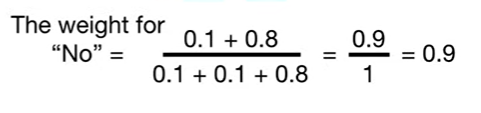 The weight for
“No” =
0.1 + 0.8
0.1 + 0.1 + 0.8
=
0.9
1
= 0.9